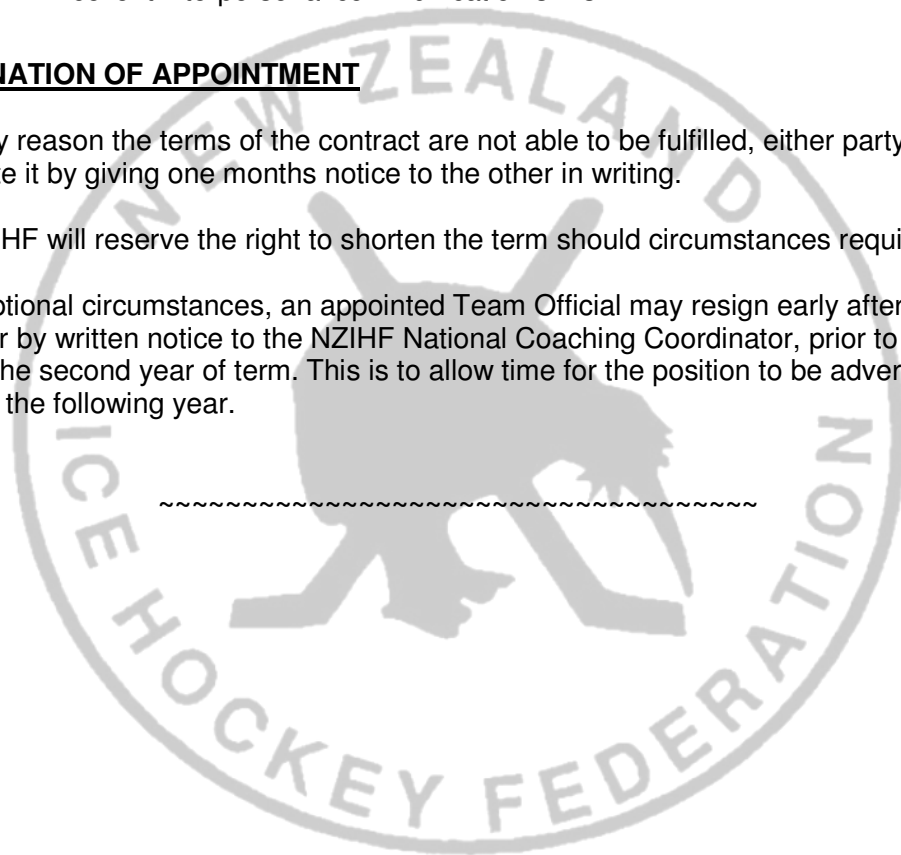 NATION OF APPOINTMENT
y reason the terms of the contract are not able to be fulfilled, either party
te it by giving one months notice to the other in writing.
HF will reserve the right to shorten the term should circumstances requi
ptional circumstances, an appointed Team Official may resign early after
r by written notice to the NZIHF National Coaching Coordinator, prior to
he second year of term. This is to allow time for the position to be adver
the following year.
~~~~~~~~~~~~~~~~~~~~~~~~~~~~~~~~~~~~
NEW ZEALAND
ICE HOCKEY FEDERATION